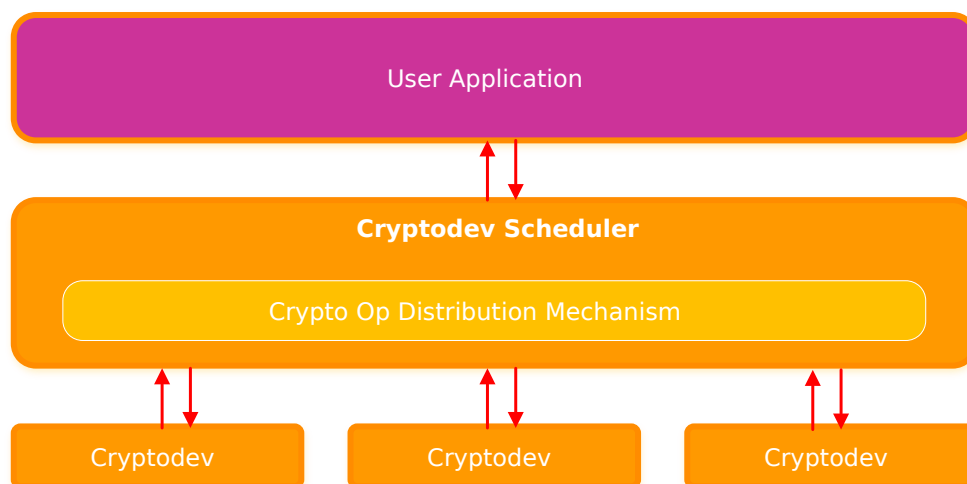 User Application
Cryptodev Scheduler
Crypto Op Distribution Mechanism
Cryptodev
Cryptodev
Cryptodev